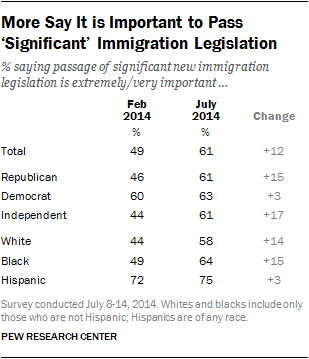 More Say It is Important to Pass
‘Significant’ Immigration Legislation
% saying passage of significant new immigration
legislation is extremely/very important ...
Feb July
2014 2014 Change
% %
Total 49 61 +12
Republican 46 61 +15
Democrat 60 63 +3
Independent 44 61 +17
White 44 58 +14
Black 49 64 +15
Hispanic 72 75 +3
Survey conducted July 8-14, 2014. Whites and blacks include only
those who are not Hispanic; Hispanics are of any race.
PEW RESEARCH CENTER